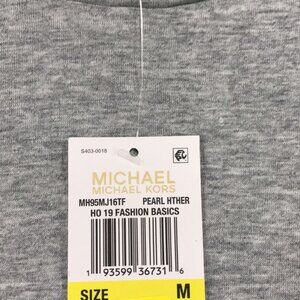 S403-0018
MICHAEL
MICHAEL KORS
MH95MJ16TF PEARL HTHER
HO 19 FASHION BASICS
1 93599 36731 6
SIZE M